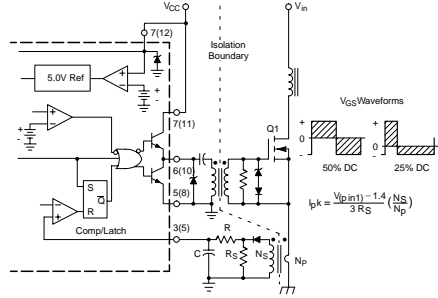 VCC
Vin
7(12)
Isolation
Boundary
5.0V Ref
+
–
+
–
7(11)
+
–
Q1
VGS Waveforms
+
0
–
+
0
–
50% DC
25% DC
6(10)
5(8)
S
Q
R
Comp/Latch
3(5)
R
C
RS
NS
NP
Ipk = V(pin1) – 1.4 / 3 RS (NS / NP)